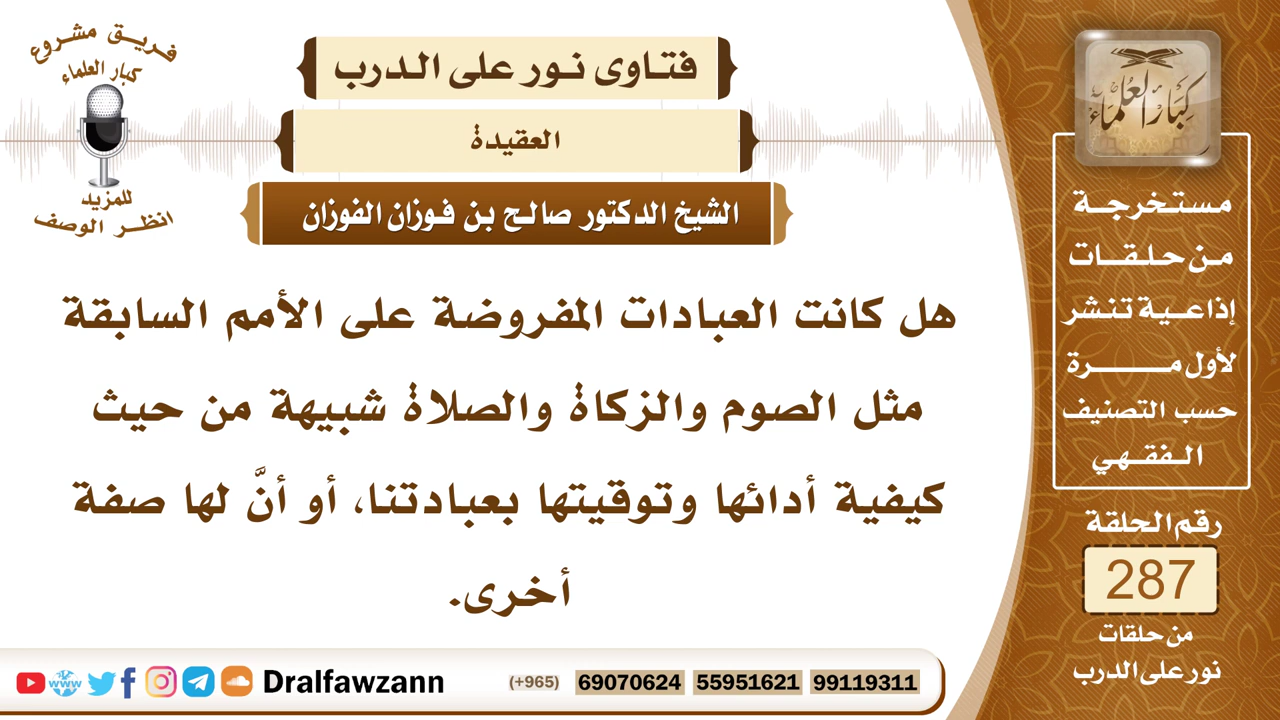 فريق مشروع
كبار العلماء
للمزيد
انظر الوصف
فتاوى نور على الدرب
العقيدة
الشيخ الدكتور صالح بن فوزان الفوزان
هل كانت العبادات المفروضة على الأمم السابقة
مثل الصوم والزكاة والصلاة شبيهة من حيث
كيفية أدائها وتوقيتها بعبادتنا، أو أنَّ لها صفة
أخرى.
كبار العلماء
مستخرجة
من حلقات
إذاعية تنشر
لأول مرة
حسب التصنيف
الفقهي
رقم الحلقة
287
من حلقات
نور على الدرب
www Dralfawzann (+965) 69070624 55951621 99119311